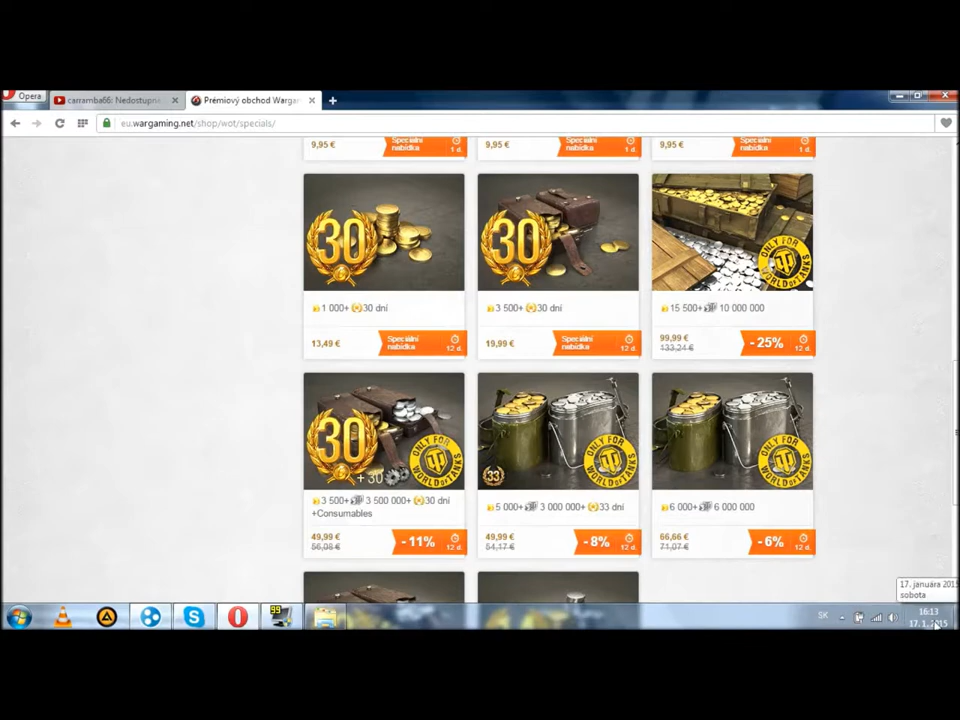 Opera
carramba66: Nedostupné
Prémiový obchod Wargam
eu.wargaming.net/shop/wot/specials/
9,95 €
Speciální nabídka
1 d.
9,95 €
Speciální nabídka
1 d.
9,95 €
Speciální nabídka
1 d.
30
30
ONLY FOR
WORLD OF TANKS
1 000+ 30 dní
3 500+ 30 dní
15 500+ 10 000 000
13,49 €
Speciální nabídka
12 d.
19,99 €
Speciální nabídka
12 d.
99,99 €
133,24 €
- 25%
12 d.
30
+ 30
ONLY FOR
WORLD OF TANKS
33
ONLY FOR
WORLD OF TANKS
ONLY FOR
WORLD OF TANKS
3 500+ 3 500 000+ 30 dní
+Consumables
5 000+ 3 000 000+ 33 dní
6 000+ 6 000 000
49,99 €
56,08 €
- 11%
12 d.
49,99 €
54,17 €
- 8%
12 d.
66,66 €
71,07 €
- 6%
12 d.
17. januára 2015
sobota
99
SK
16:13
17.1.2015